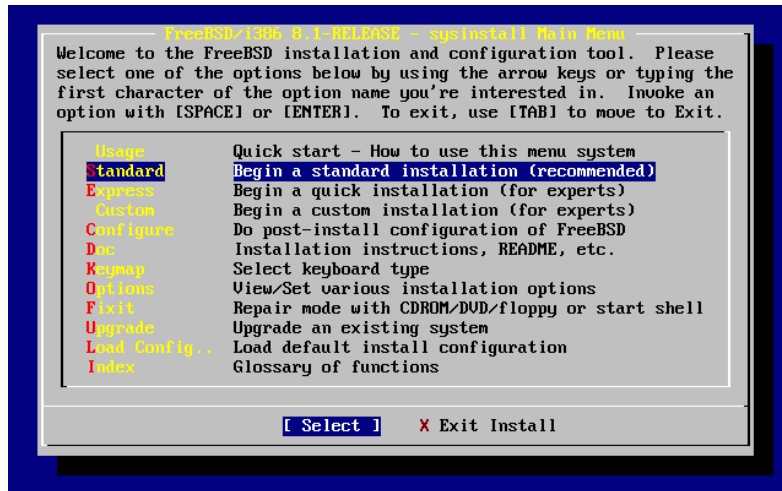 FreeBSD/i386 8.1-RELEASE - sysinstall Main Menu
Welcome to the FreeBSD installation and configuration tool. Please
select one of the options below by using the arrow keys or typing the
first character of the option name you're interested in. Invoke an
option with [SPACE] or [ENTER]. To exit, use [TAB] to move to Exit.
Usage Quick start - How to use this menu system
Standard Begin a standard installation (recommended)
Express Begin a quick installation (for experts)
Custom Begin a custom installation (for experts)
Configure Do post-install configuration of FreeBSD
Doc Installation instructions, README, etc.
Keymap Select keyboard type
Options View/Set various installation options
Fixit Repair mode with CDROM/DVD/floppy or start shell
Upgrade Upgrade an existing system
Load Config.. Load default install configuration
Index Glossary of functions
[ Select ] X Exit Install